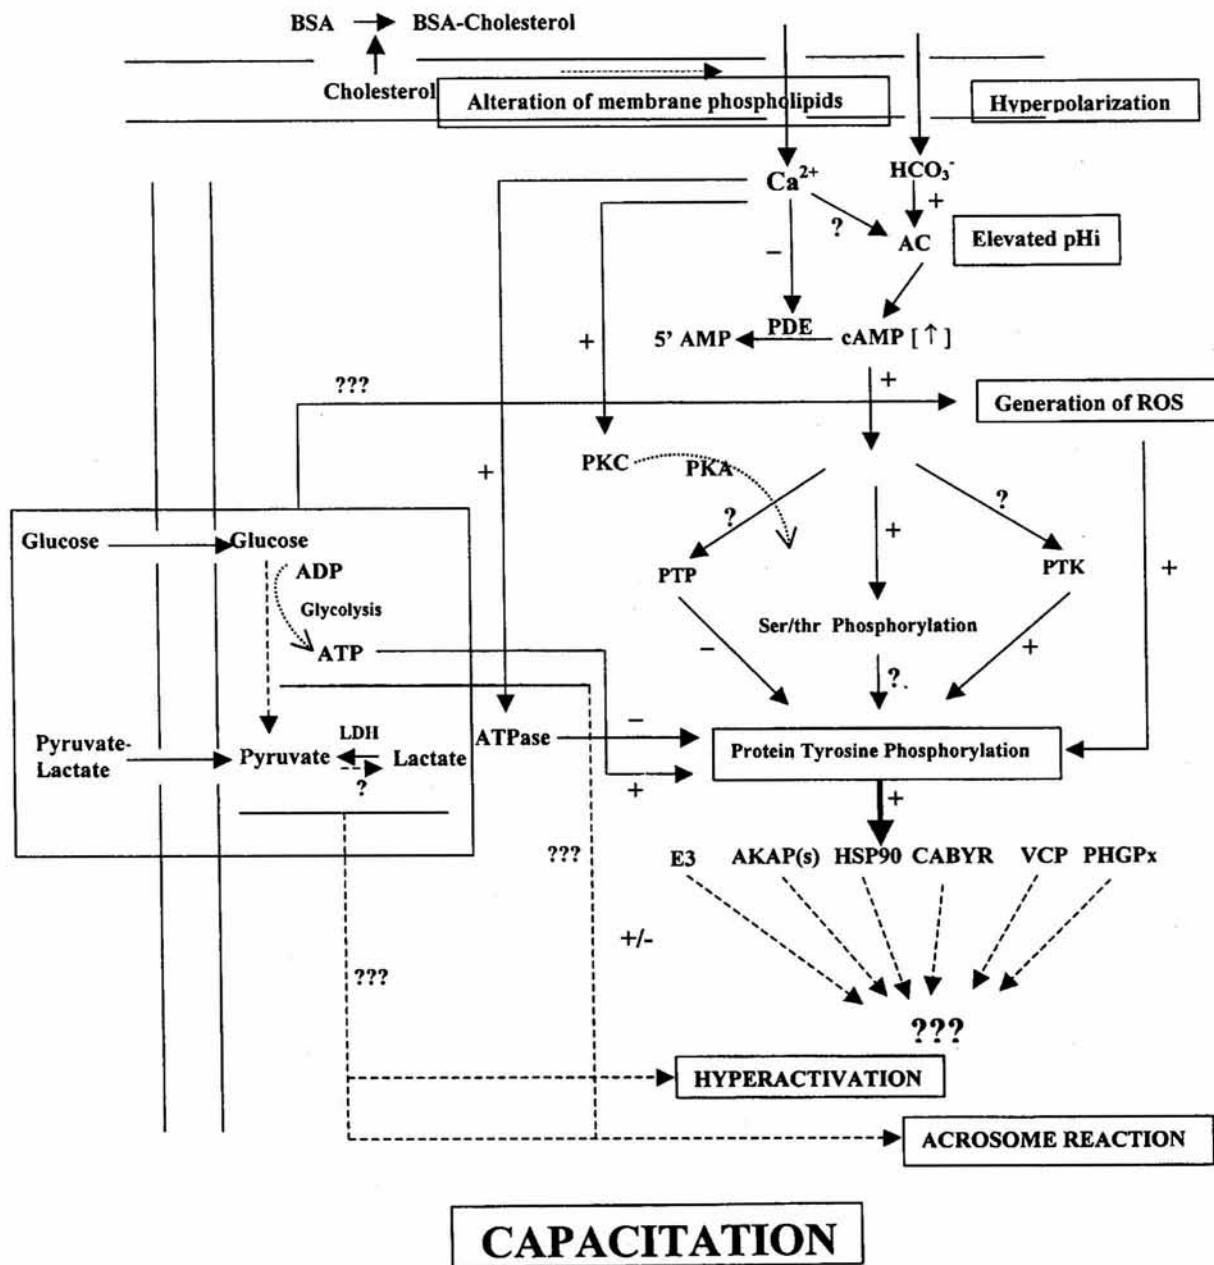 BSA BSA-Cholesterol
Cholesterol
Alteration of membrane phospholipids
Hyperpolarization
Ca2+
HCO3-
+
?
AC
Elevated pHi
–
+
5' AMP
PDE
cAMP [↑]
+
???
Generation of ROS
PKC
PKA
+
?
+
?
Glucose
Glucose
ADP
Glycolysis
ATP
PTP
PTK
+
Ser/thr Phosphorylation
–
?.
+
Pyruvate-
Lactate
Pyruvate
LDH
Lactate
?
ATPase
–
+
Protein Tyrosine Phosphorylation
+
E3 AKAP(s) HSP90 CABYR VCP PHGPx
???
+/-
???
???
HYPERACTIVATION
ACROSOME REACTION
CAPACITATION